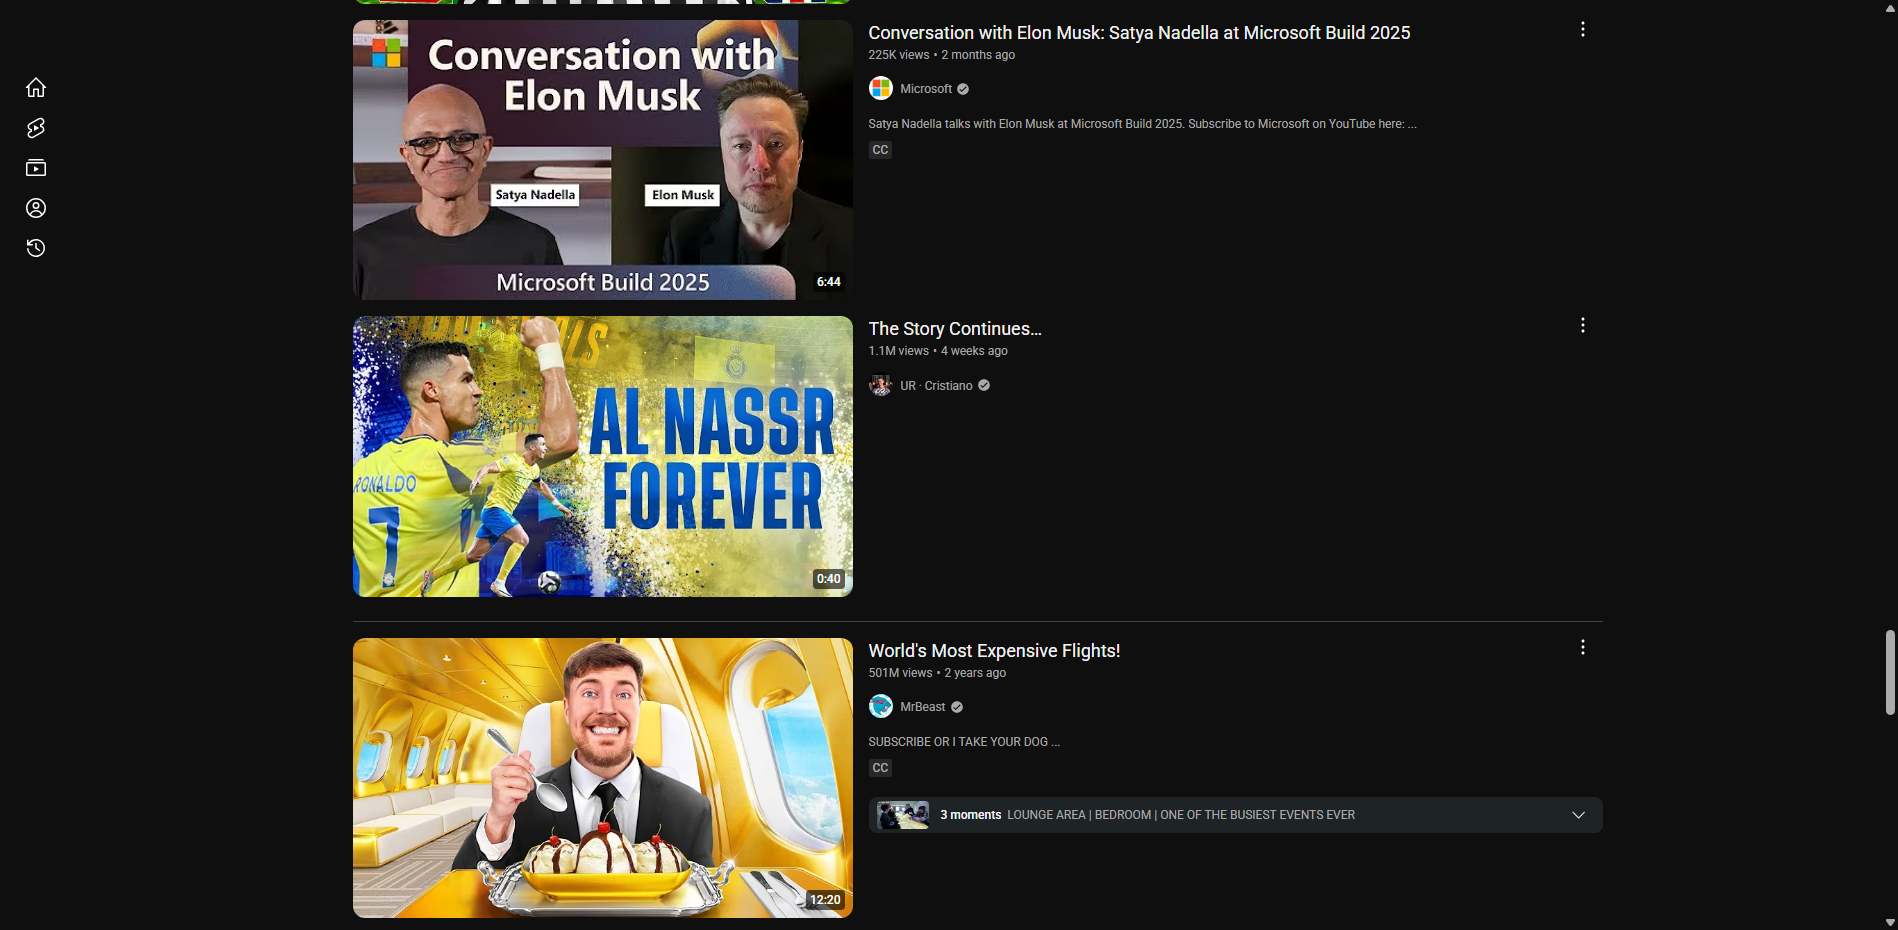 Conversation with
Elon Musk
Satya Nadella
Elon Musk
Microsoft Build 2025
6:44
Conversation with Elon Musk: Satya Nadella at Microsoft Build 2025
225K views • 2 months ago
Microsoft
Satya Nadella talks with Elon Musk at Microsoft Build 2025. Subscribe to Microsoft on YouTube here: ...
CC
RONALDO
7
AL NASSR
FOREVER
0:40
The Story Continues...
1.1M views • 4 weeks ago
UR · Cristiano
12:20
World's Most Expensive Flights!
501M views • 2 years ago
MrBeast
SUBSCRIBE OR I TAKE YOUR DOG ...
CC
3 moments LOUNGE AREA | BEDROOM | ONE OF THE BUSIEST EVENTS EVER